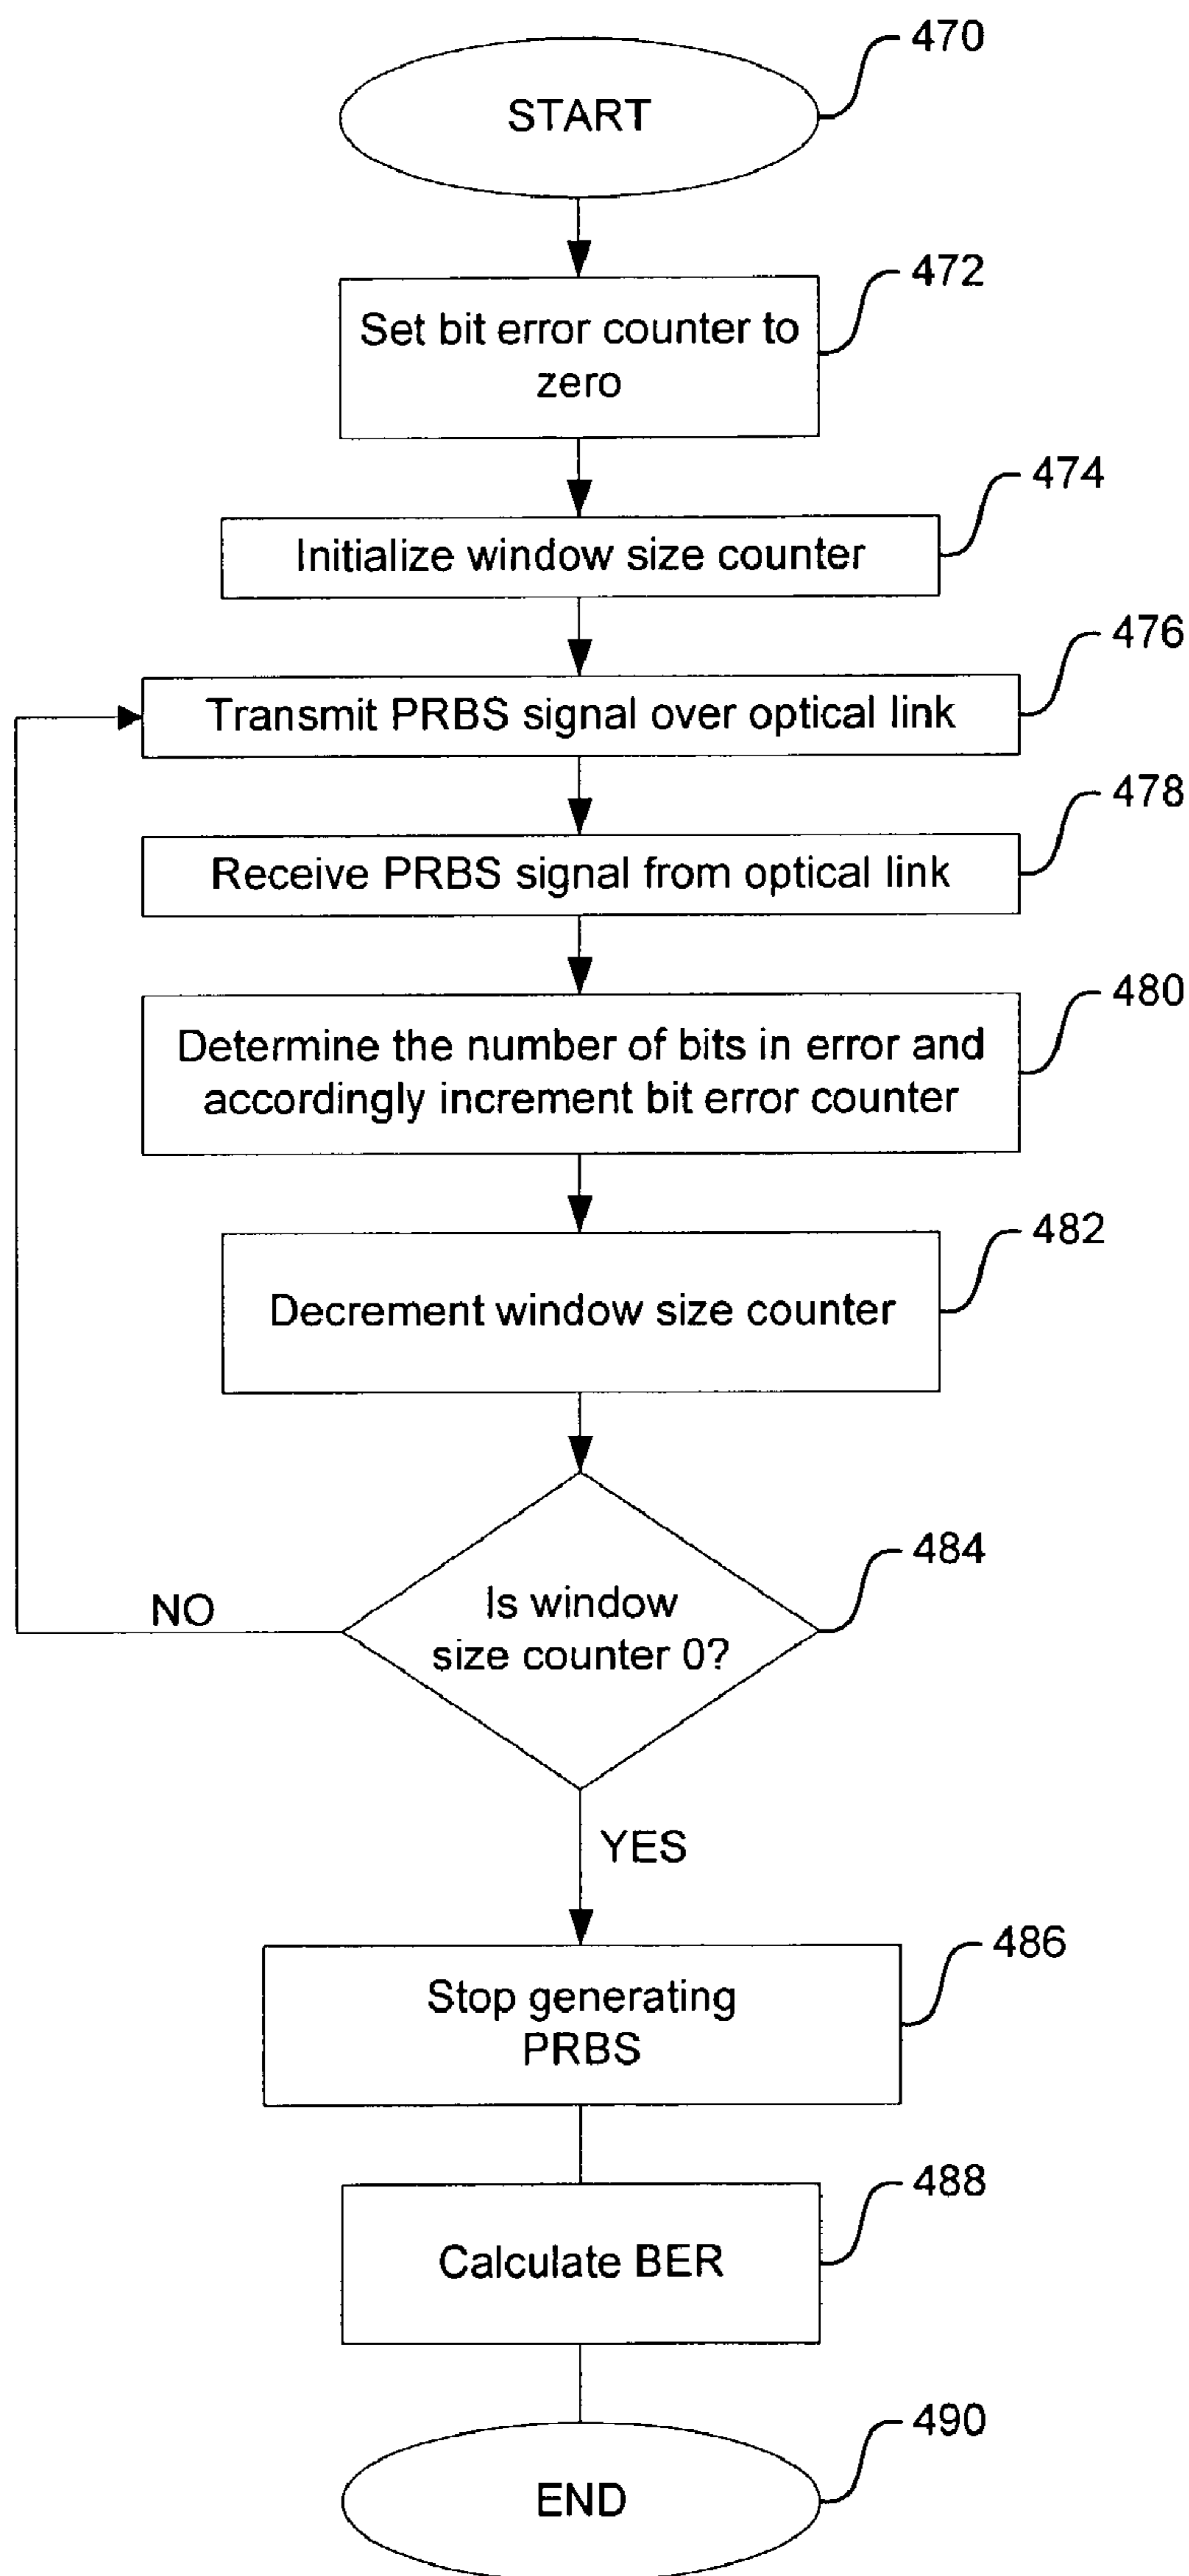 470
START
472
Set bit error counter to
zero
474
Initialize window size counter
476
Transmit PRBS signal over optical link
478
Receive PRBS signal from optical link
480
Determine the number of bits in error and
accordingly increment bit error counter
482
Decrement window size counter
484
Is window
size counter 0?
NO
YES
486
Stop generating
PRBS
488
Calculate BER
490
END